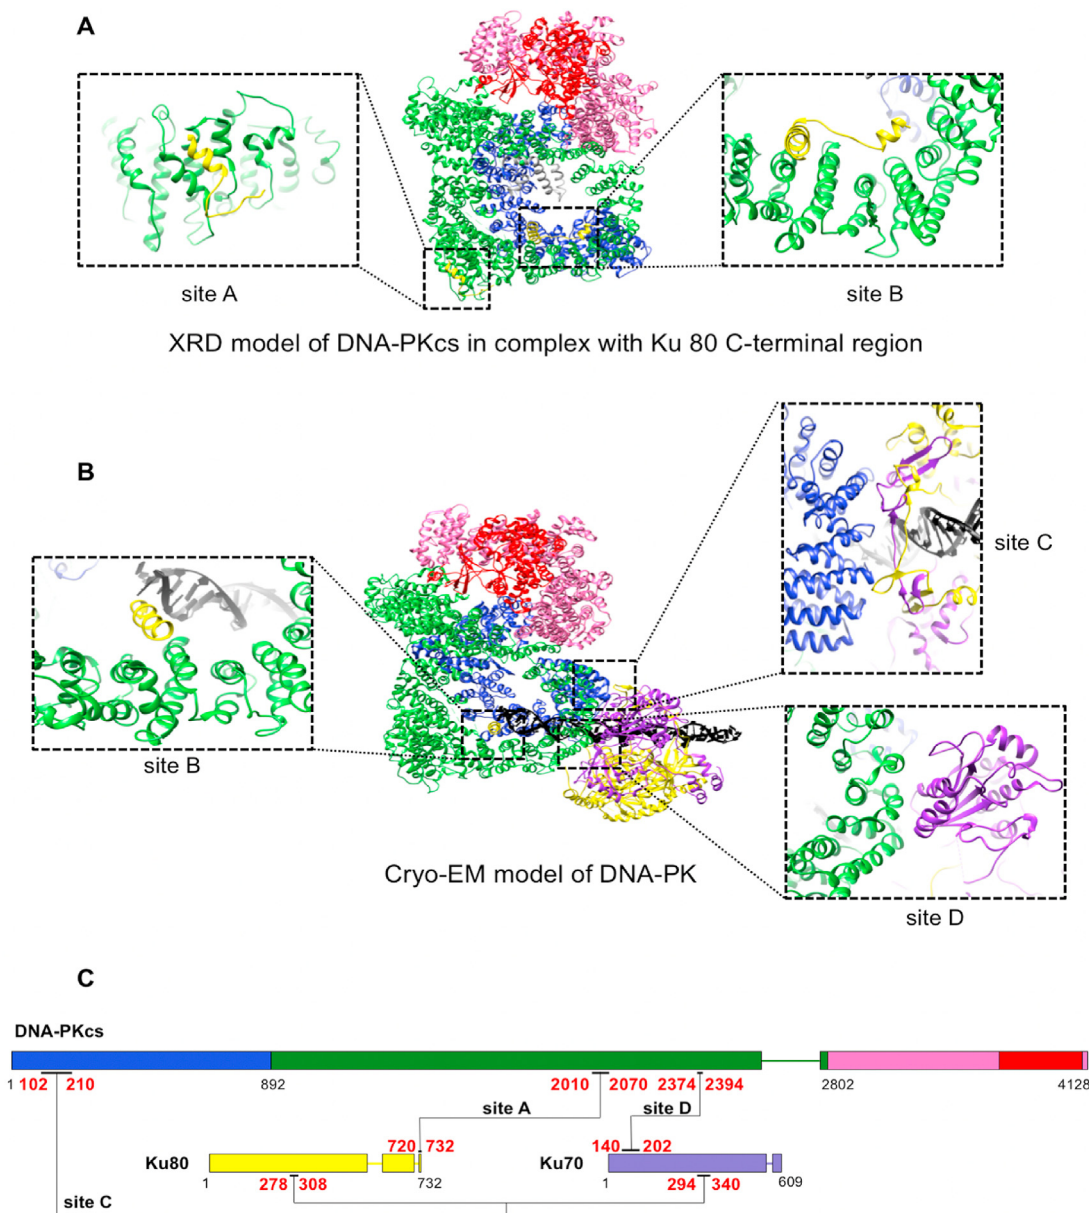 A
site A
site B
XRD model of DNA-PKcs in complex with Ku 80 C-terminal region
B
site C
site B
Cryo-EM model of DNA-PK
site D
C
DNA-PKcs
1 102 210 892 2010 2070 2374 2394 2802 4128
site A site D
720 732 140 202
Ku80 Ku70
1 278 308 732 1 294 340 609
site C